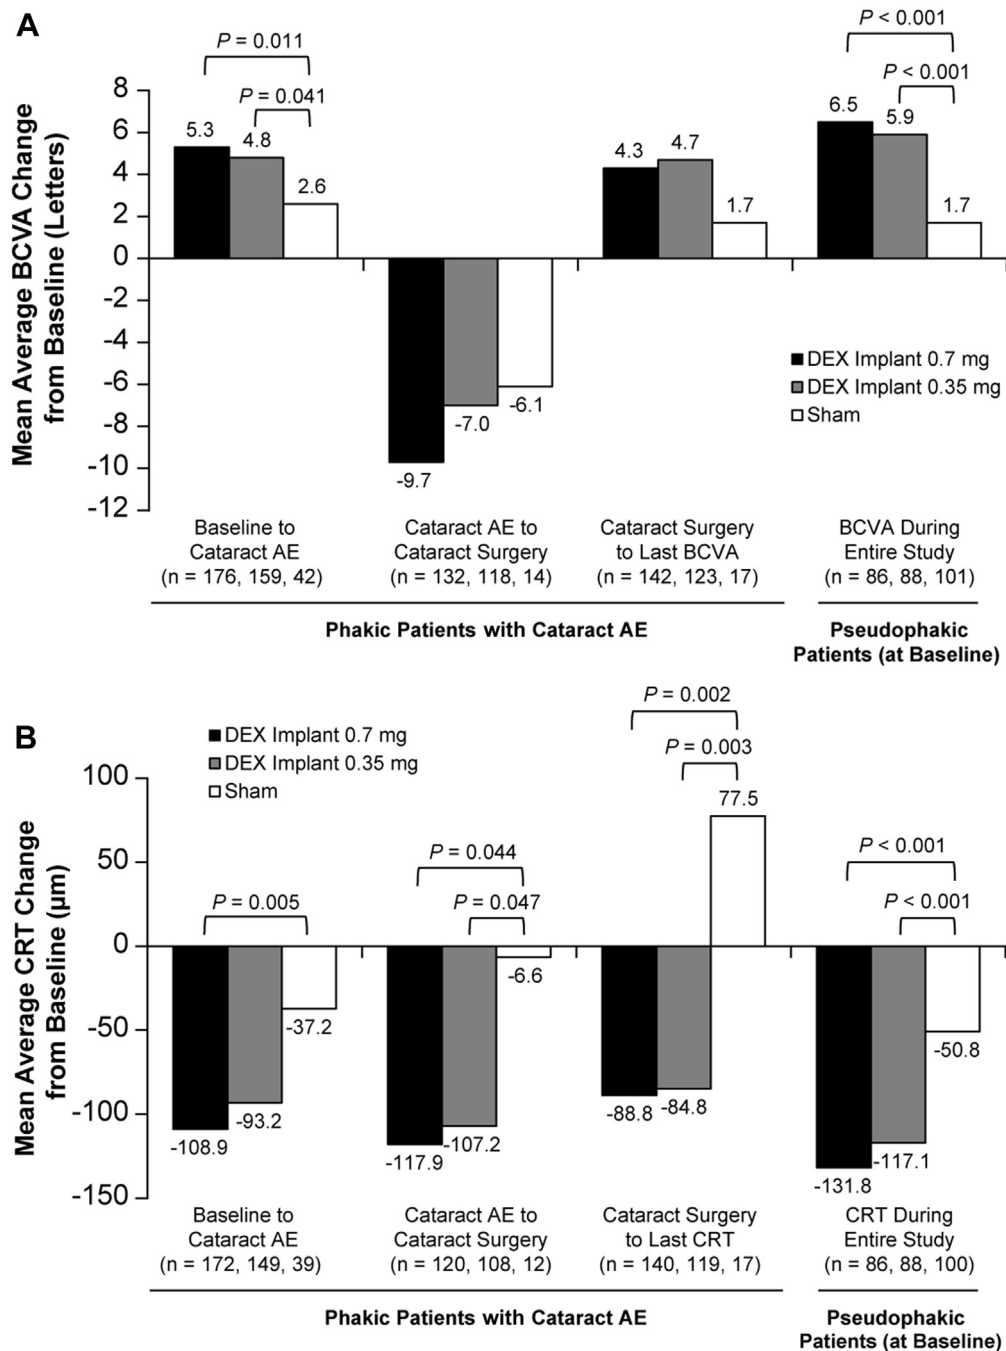 A
P < 0.001
P = 0.011
P < 0.001
P = 0.041
Mean Average BCVA Change
from Baseline (Letters)
8
6
4
2
0
-2
-4
-6
-8
-10
-12
5.3
4.8
2.6
-9.7
-7.0
-6.1
4.3
4.7
1.7
6.5
5.9
1.7
DEX Implant 0.7 mg
DEX Implant 0.35 mg
Sham
Baseline to
Cataract AE
(n = 176, 159, 42)
Cataract AE to
Cataract Surgery
(n = 132, 118, 14)
Cataract Surgery
to Last BCVA
(n = 142, 123, 17)
BCVA During
Entire Study
(n = 86, 88, 101)
Phakic Patients with Cataract AE
Pseudophakic
Patients (at Baseline)
B
DEX Implant 0.7 mg
DEX Implant 0.35 mg
Sham
P = 0.002
P = 0.003
P = 0.044
P = 0.047
P = 0.005
P < 0.001
P < 0.001
Mean Average CRT Change
from Baseline (µm)
100
50
0
-50
-100
-150
-108.9
-93.2
-37.2
-117.9
-107.2
-6.6
-88.8
-84.8
77.5
-131.8
-117.1
-50.8
Baseline to
Cataract AE
(n = 172, 149, 39)
Cataract AE to
Cataract Surgery
(n = 120, 108, 12)
Cataract Surgery
to Last CRT
(n = 140, 119, 17)
CRT During
Entire Study
(n = 86, 88, 100)
Phakic Patients with Cataract AE
Pseudophakic
Patients (at Baseline)